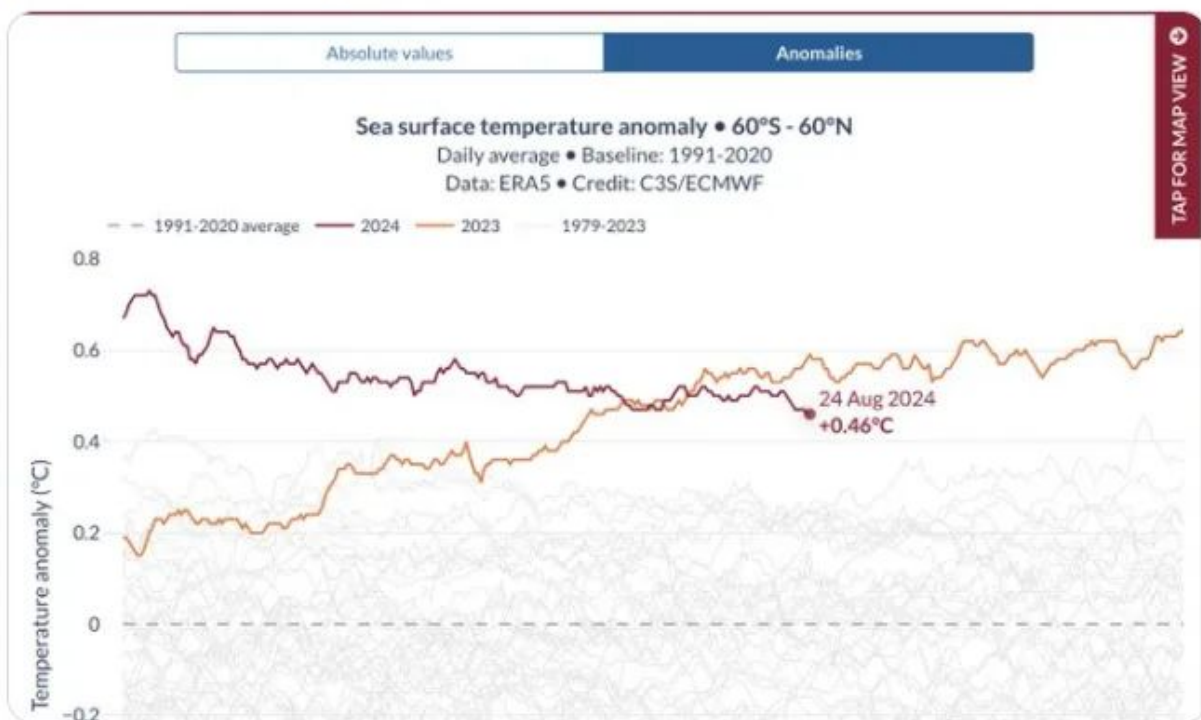 Absolute values
Anomalies
TAP FOR MAP VIEW
Sea surface temperature anomaly • 60°S - 60°N
Daily average • Baseline: 1991-2020
Data: ERA5 • Credit: C3S/ECMWF
1991-2020 average
2024
2023
1979-2023
0.8
0.6
0.4
0.2
0
-0.2
Temperature anomaly (°C)
24 Aug 2024
+0.46°C